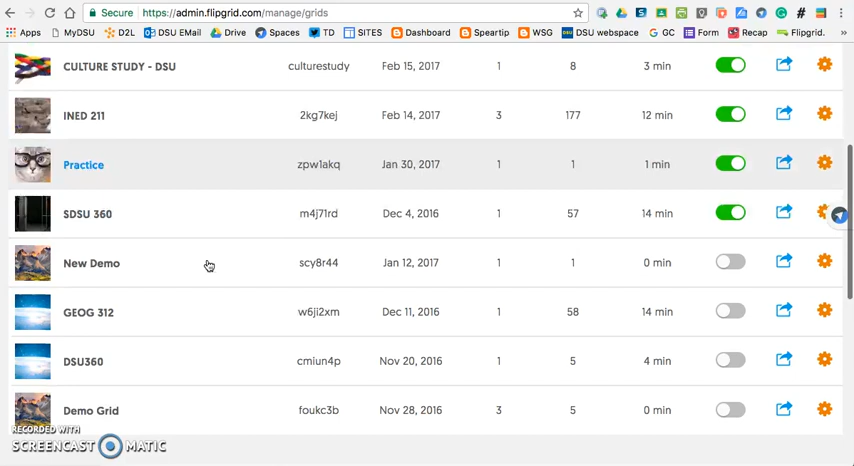 Secure https://admin.flipgrid.com/manage/grids
Apps MyDSU D2L DSU EMail Drive Spaces TD SITES Dashboard Speartip SSG DSU webspace GC Form Recap Flipgrid. »
CULTURE STUDY - DSU culturestudy Feb 15, 2017 1 8 3 min
INED 211 2kg7kej Feb 14, 2017 3 177 12 min
Practice zpw1akq Jan 30, 2017 1 1 1 min
SDSU 360 m4j71rd Dec 4, 2016 1 57 14 min
New Demo scy8r44 Jan 12, 2017 1 1 0 min
GEOG 312 w6ji2xm Dec 11, 2016 1 58 14 min
DSU360 cmiun4p Nov 20, 2016 1 5 4 min
Demo Grid foukc3b Nov 28, 2016 3 5 0 min
RECORDED WITH
SCREENCAST MATIC